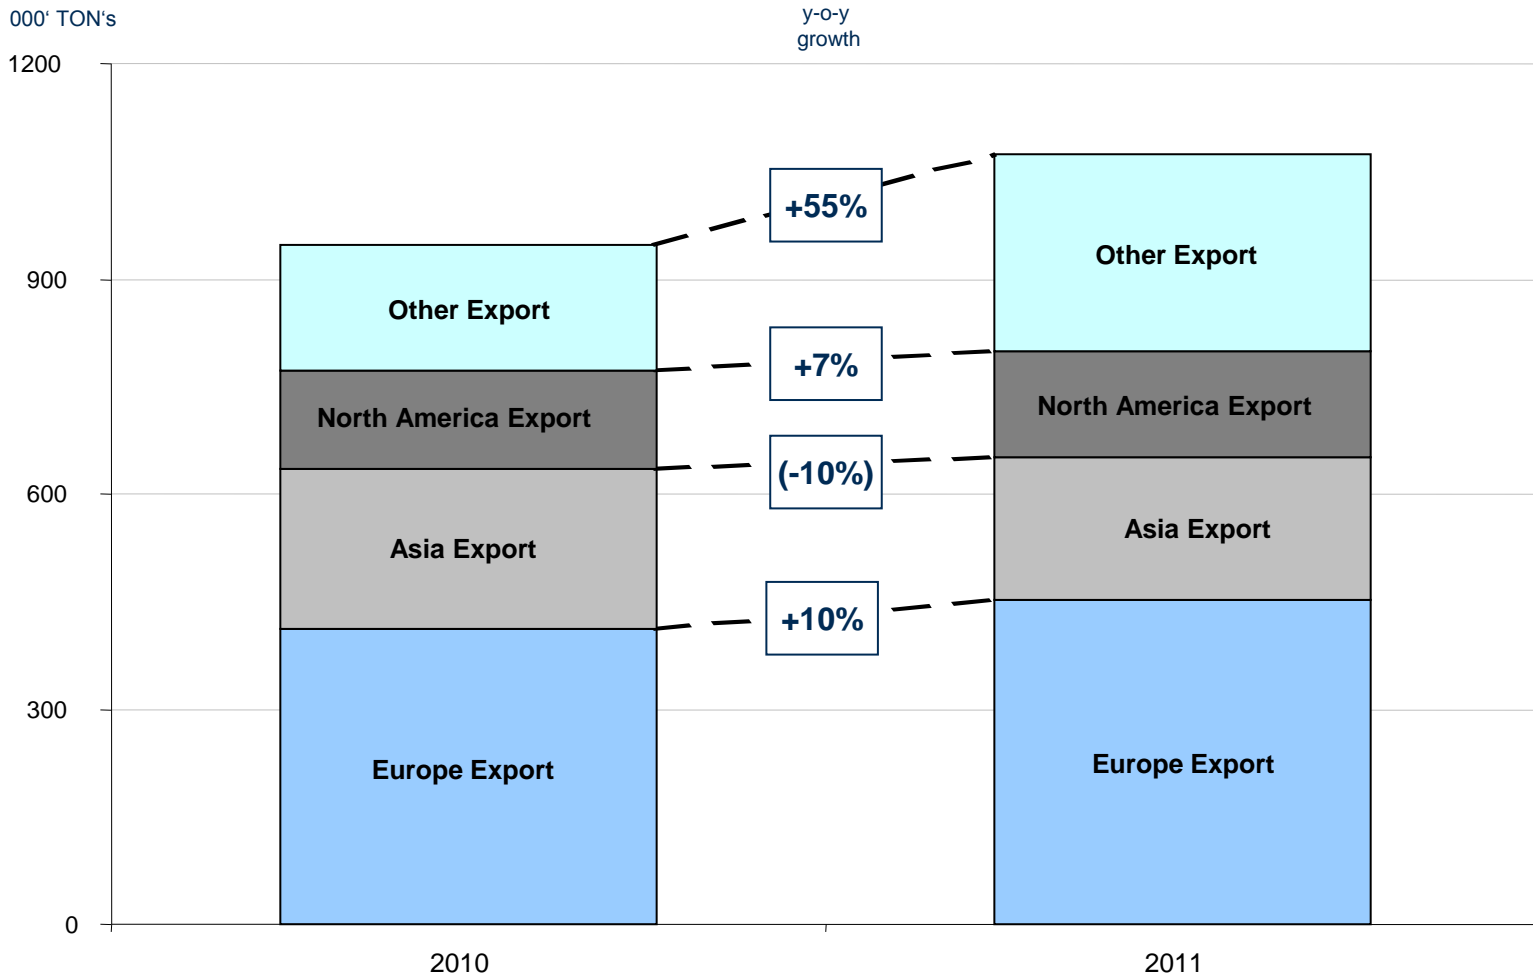 000‘ TON‘s
y-o-y
growth
1200
900
600
300
0
+55%
+7%
(-10%)
+10%
Other Export
North America Export
Asia Export
Europe Export
Other Export
North America Export
Asia Export
Europe Export
2010
2011